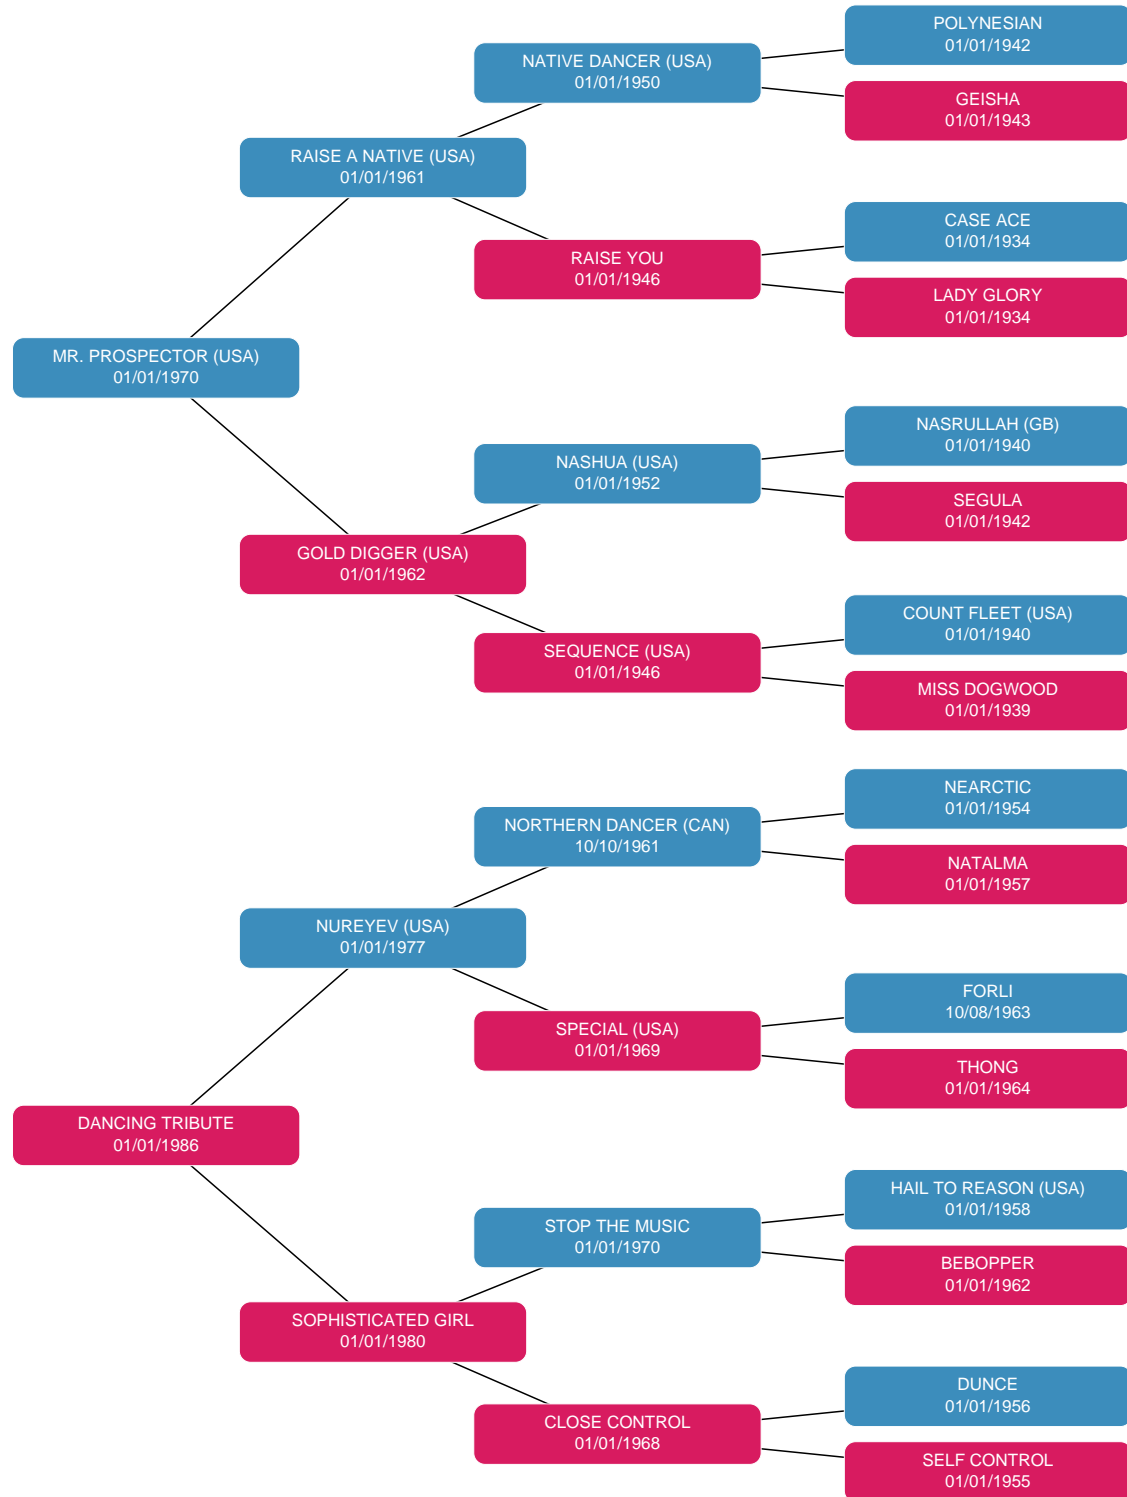 POLYNESIAN
01/01/1942
NATIVE DANCER (USA)
01/01/1950
GEISHA
01/01/1943
RAISE A NATIVE (USA)
01/01/1961
CASE ACE
01/01/1934
RAISE YOU
01/01/1946
LADY GLORY
01/01/1934
MR. PROSPECTOR (USA)
01/01/1970
NASRULLAH (GB)
01/01/1940
NASHUA (USA)
01/01/1952
SEGULA
01/01/1942
GOLD DIGGER (USA)
01/01/1962
COUNT FLEET (USA)
01/01/1940
SEQUENCE (USA)
01/01/1946
MISS DOGWOOD
01/01/1939
NEARCTIC
01/01/1954
NORTHERN DANCER (CAN)
10/10/1961
NATALMA
01/01/1957
NUREYEV (USA)
01/01/1977
FORLI
10/08/1963
SPECIAL (USA)
01/01/1969
THONG
01/01/1964
DANCING TRIBUTE
01/01/1986
HAIL TO REASON (USA)
01/01/1958
STOP THE MUSIC
01/01/1970
BEBOPPER
01/01/1962
SOPHISTICATED GIRL
01/01/1980
DUNCE
01/01/1956
CLOSE CONTROL
01/01/1968
SELF CONTROL
01/01/1955